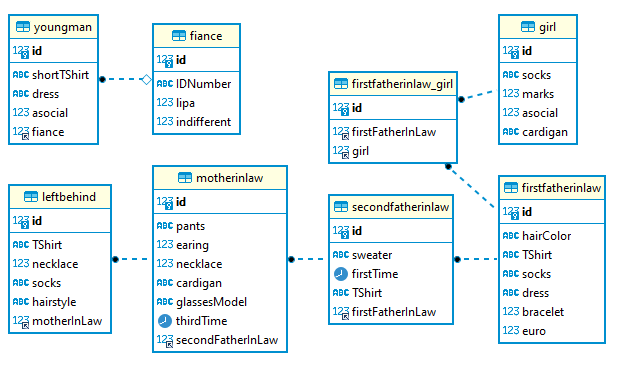 youngman
123 id
ABC shortTShirt
ABC dress
123 asocial
123 fiance
fiance
123 id
ABC IDNumber
123 lipa
123 indifferent
girl
123 id
ABC socks
123 marks
123 asocial
ABC cardigan
firstfatherinlaw_girl
123 id
123 firstFatherInLaw
123 girl
leftbehind
123 id
ABC TShirt
123 necklace
ABC socks
ABC hairstyle
123 motherInLaw
motherinlaw
123 id
ABC pants
123 earing
123 necklace
ABC cardigan
ABC glassesModel
thirdTime
123 secondFatherInLaw
secondfatherinlaw
123 id
ABC sweater
firstTime
ABC TShirt
123 firstFatherInLaw
firstfatherinlaw
123 id
ABC hairColor
ABC TShirt
ABC socks
ABC dress
123 bracelet
123 euro